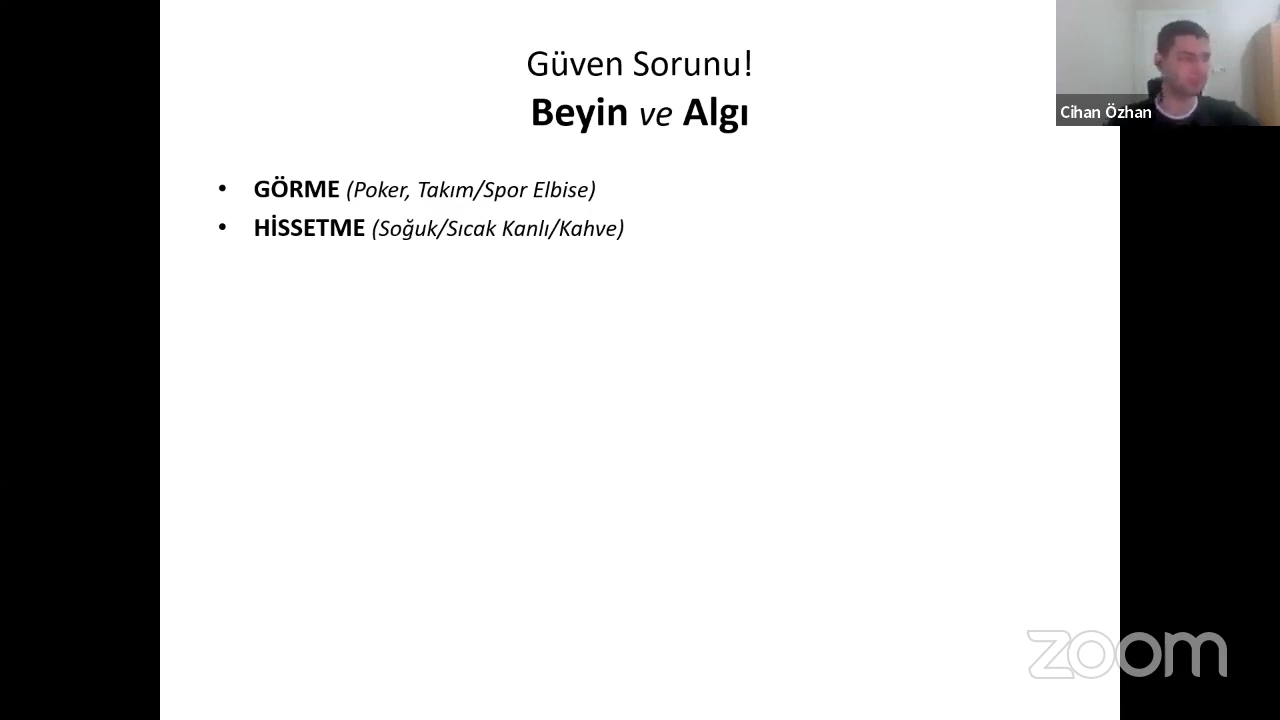 Güven Sorunu!
Beyin ve Algı
Cihan Özhan
• GÖRME (Poker, Takım/Spor Elbise)
• HİSSETME (Soğuk/Sıcak Kanlı/Kahve)
zoom